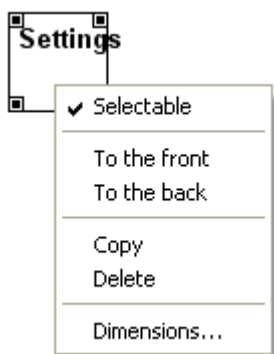 Settings
Selectable
To the front
To the back
Copy
Delete
Dimensions...